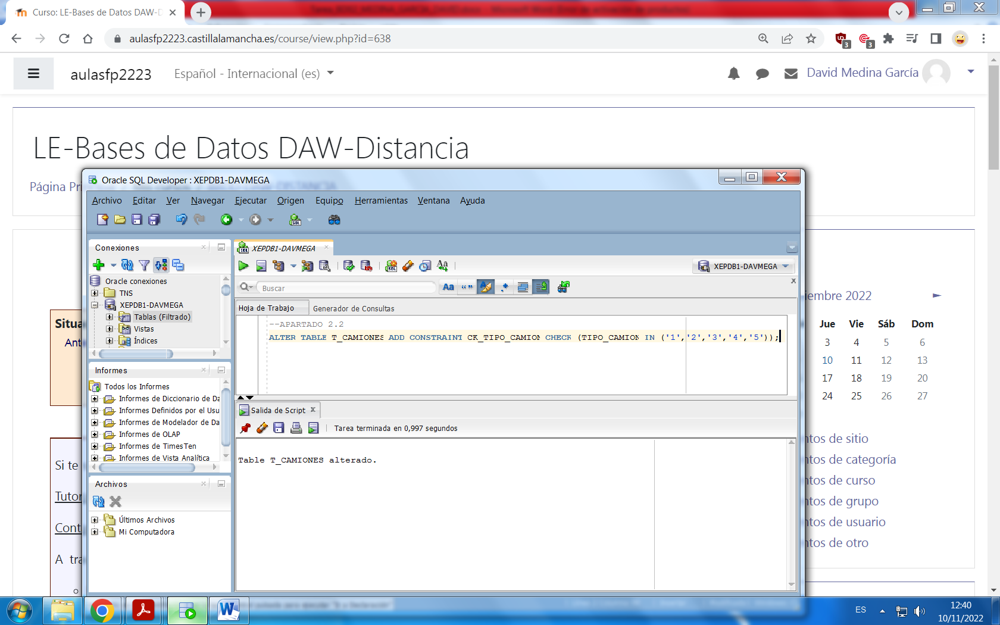 Curso: LE-Bases de Datos DAW-D
aulasfp2223.castillalamancha.es/course/view.php?id=638
3
3
aulasfp2223
Español - Internacional (es)
David Medina García
LE-Bases de Datos DAW-Distancia
Página Pri
Oracle SQL Developer : XEPDB1-DAVMEGA
Archivo Editar Ver Navegar Ejecutar Origen Equipo Herramientas Ventana Ayuda
Conexiones
Oracle conexiones
TNS
XEPDB1-DAVMEGA
Tablas (Filtrado)
Vistas
Índices
Informes
Todos los Informes
Informes de Diccionario de Da
Informes Definidos por el Usu
Informes de Modelador de Da
Informes de OLAP
Informes de TimesTen
Informes de Vista Analítica
Archivos
Últimos Archivos
Mi Computadora
XEPDB1-DAVMEGA
XEPDB1-DAVMEGA
Buscar
Hoja de Trabajo Generador de Consultas
--APARTADO 2.2
ALTER TABLE T_CAMIONES ADD CONSTRAINT CK_TIPO_CAMION CHECK (TIPO_CAMION IN ('1','2','3','4','5'));
Salida de Script
Tarea terminada en 0,997 segundos
Table T_CAMIONES alterado.
Situa
Ant
Si te
Tutor
Cont
A tra
iembre 2022
Jue Vie Sáb Dom
3 4 5 6
10 11 12 13
17 18 19 20
24 25 26 27
ntos de sitio
ntos de categoría
ntos de curso
ntos de grupo
ntos de usuario
ntos de otro
ES
12:40
10/11/2022